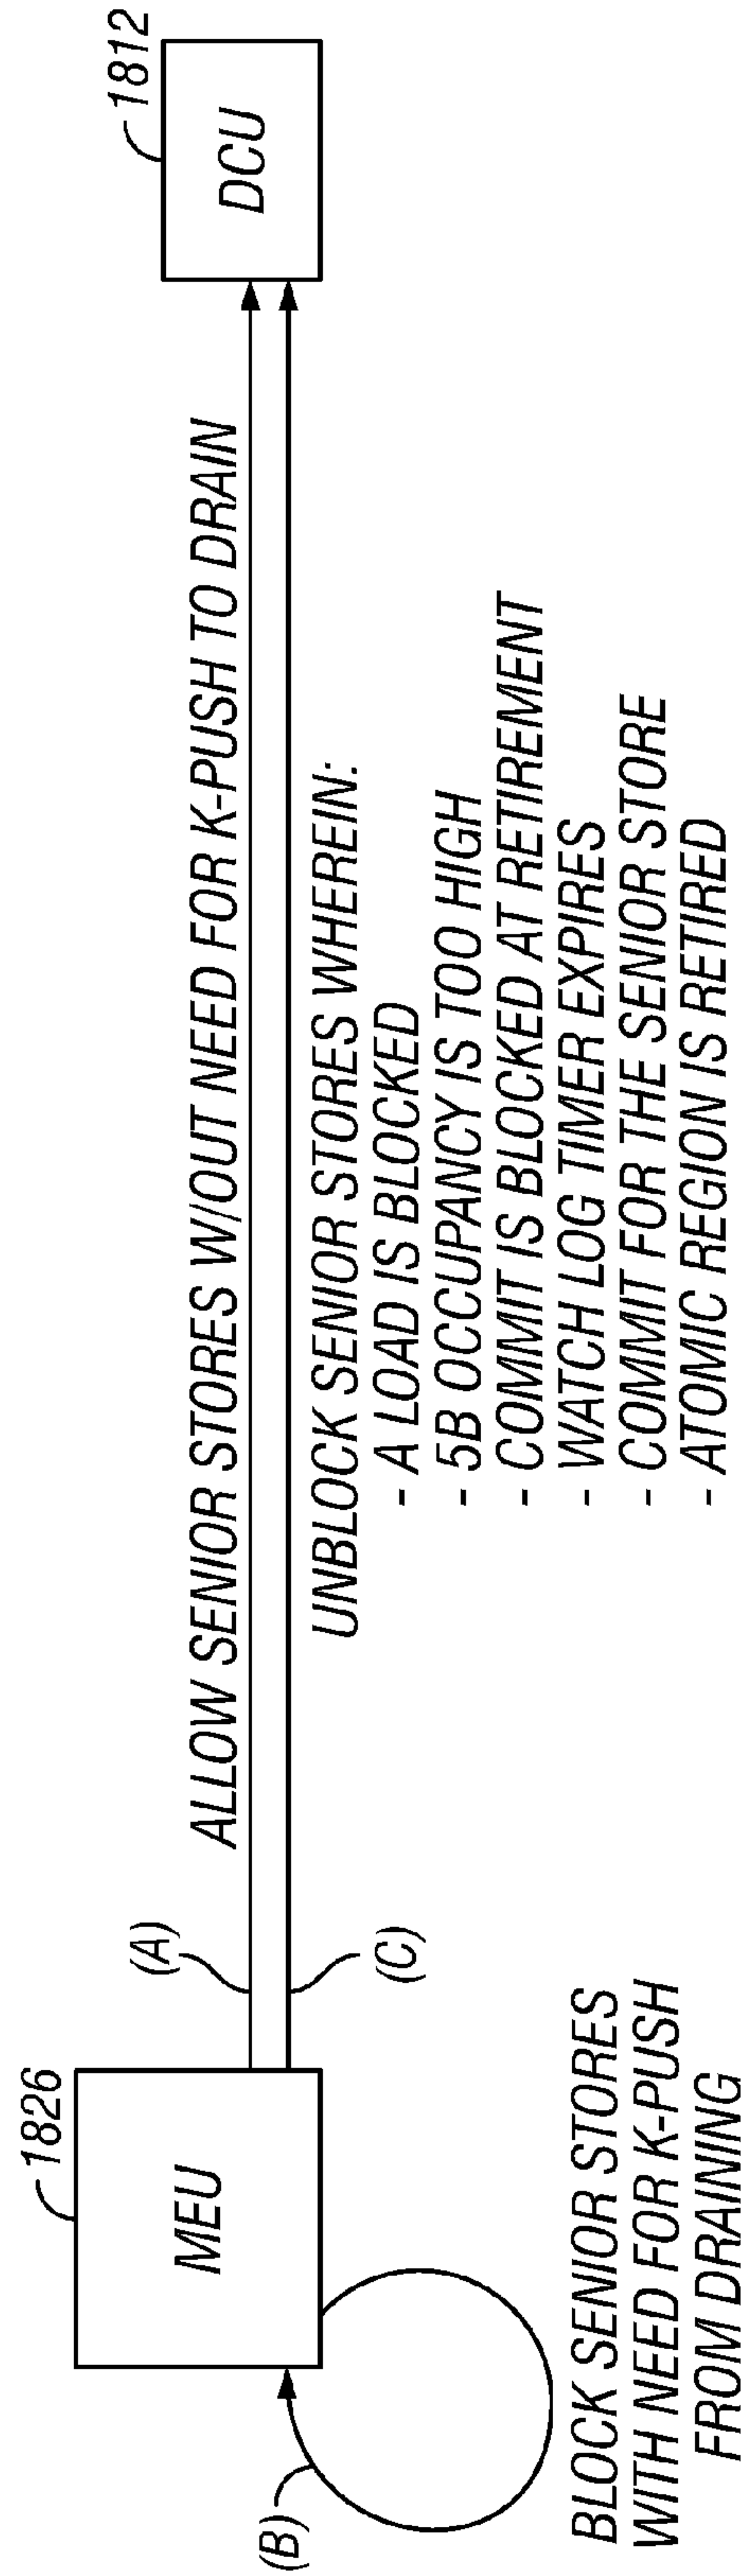 1826
MEU
(A)
ALLOW SENIOR STORES W/OUT NEED FOR K-PUSH TO DRAIN
1812
DCU
(C)
UNBLOCK SENIOR STORES WHEREIN:
- A LOAD IS BLOCKED
- 5B OCCUPANCY IS TOO HIGH
- COMMIT IS BLOCKED AT RETIREMENT
- WATCH LOG TIMER EXPIRES
- COMMIT FOR THE SENIOR STORE
- ATOMIC REGION IS RETIRED
(B)
BLOCK SENIOR STORES
WITH NEED FOR K-PUSH
FROM DRAINING